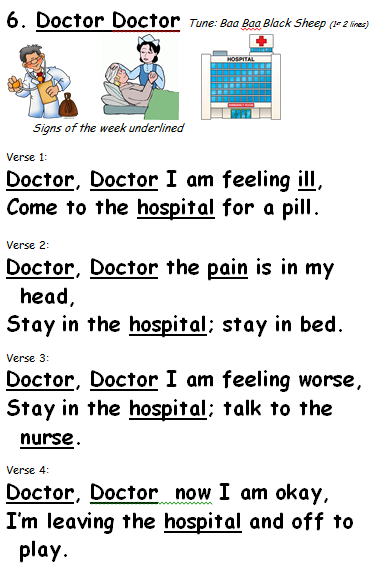 6. Doctor Doctor Tune: Baa Baa Black Sheep (1st 2 lines)
HOSPITAL
Signs of the week underlined
Verse 1:
Doctor, Doctor I am feeling ill,
Come to the hospital for a pill.
Verse 2:
Doctor, Doctor the pain is in my
head,
Stay in the hospital; stay in bed.
Verse 3:
Doctor, Doctor I am feeling worse,
Stay in the hospital; talk to the
nurse.
Verse 4:
Doctor, Doctor now I am okay,
I'm leaving the hospital and off to
play.